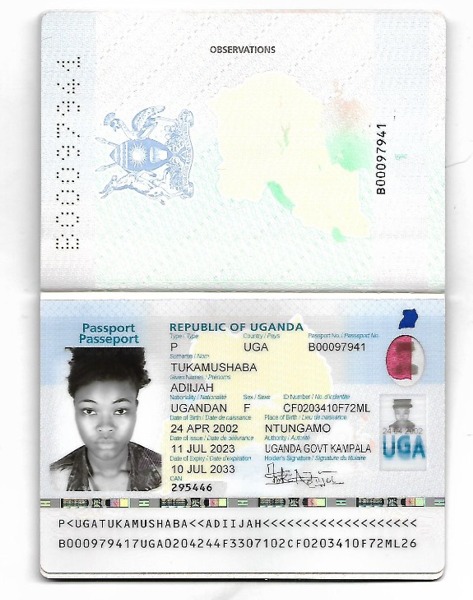 OBSERVATIONS
B00097941
B00097941
Passport
Passeport
REPUBLIC OF UGANDA
Type / Type Country / Pays Passport No. / Passeport No.
P UGA B00097941
Surname / Nom
TUKAMUSHABA
Given Names / Prénoms
ADIIJAH
Nationality / Nationalité Sex / Sexe ID Number / No. d'identité
UGANDAN F CF0203410F72ML
Date of Birth / Date de naissance Place of Birth / Lieu de naissance
24 APR 2002 NTUNGAMO
Date of issue / Date de délivrance Authority / Autorité
11 JUL 2023 UGANDA GOVT KAMPALA
Date of Expiry / Date d'expiration Holder's Signature / Signature du titulaire
10 JUL 2033
CAN
295446
UGA
P<UGATUKAMUSHABA<<ADIIJAH<<<<<<<<<<<<<<<<<<<
B000979417UGA0204244F3307102CF0203410F72ML26